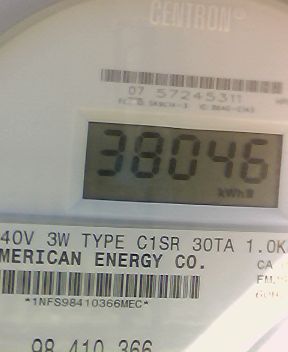 CENTRON®
07 57245311
38046
kWh
40V 3W TYPE C1SR 30TA 1.0K
MERICAN ENERGY CO.
CA
*1NFS98410366MEC*
98 410 366